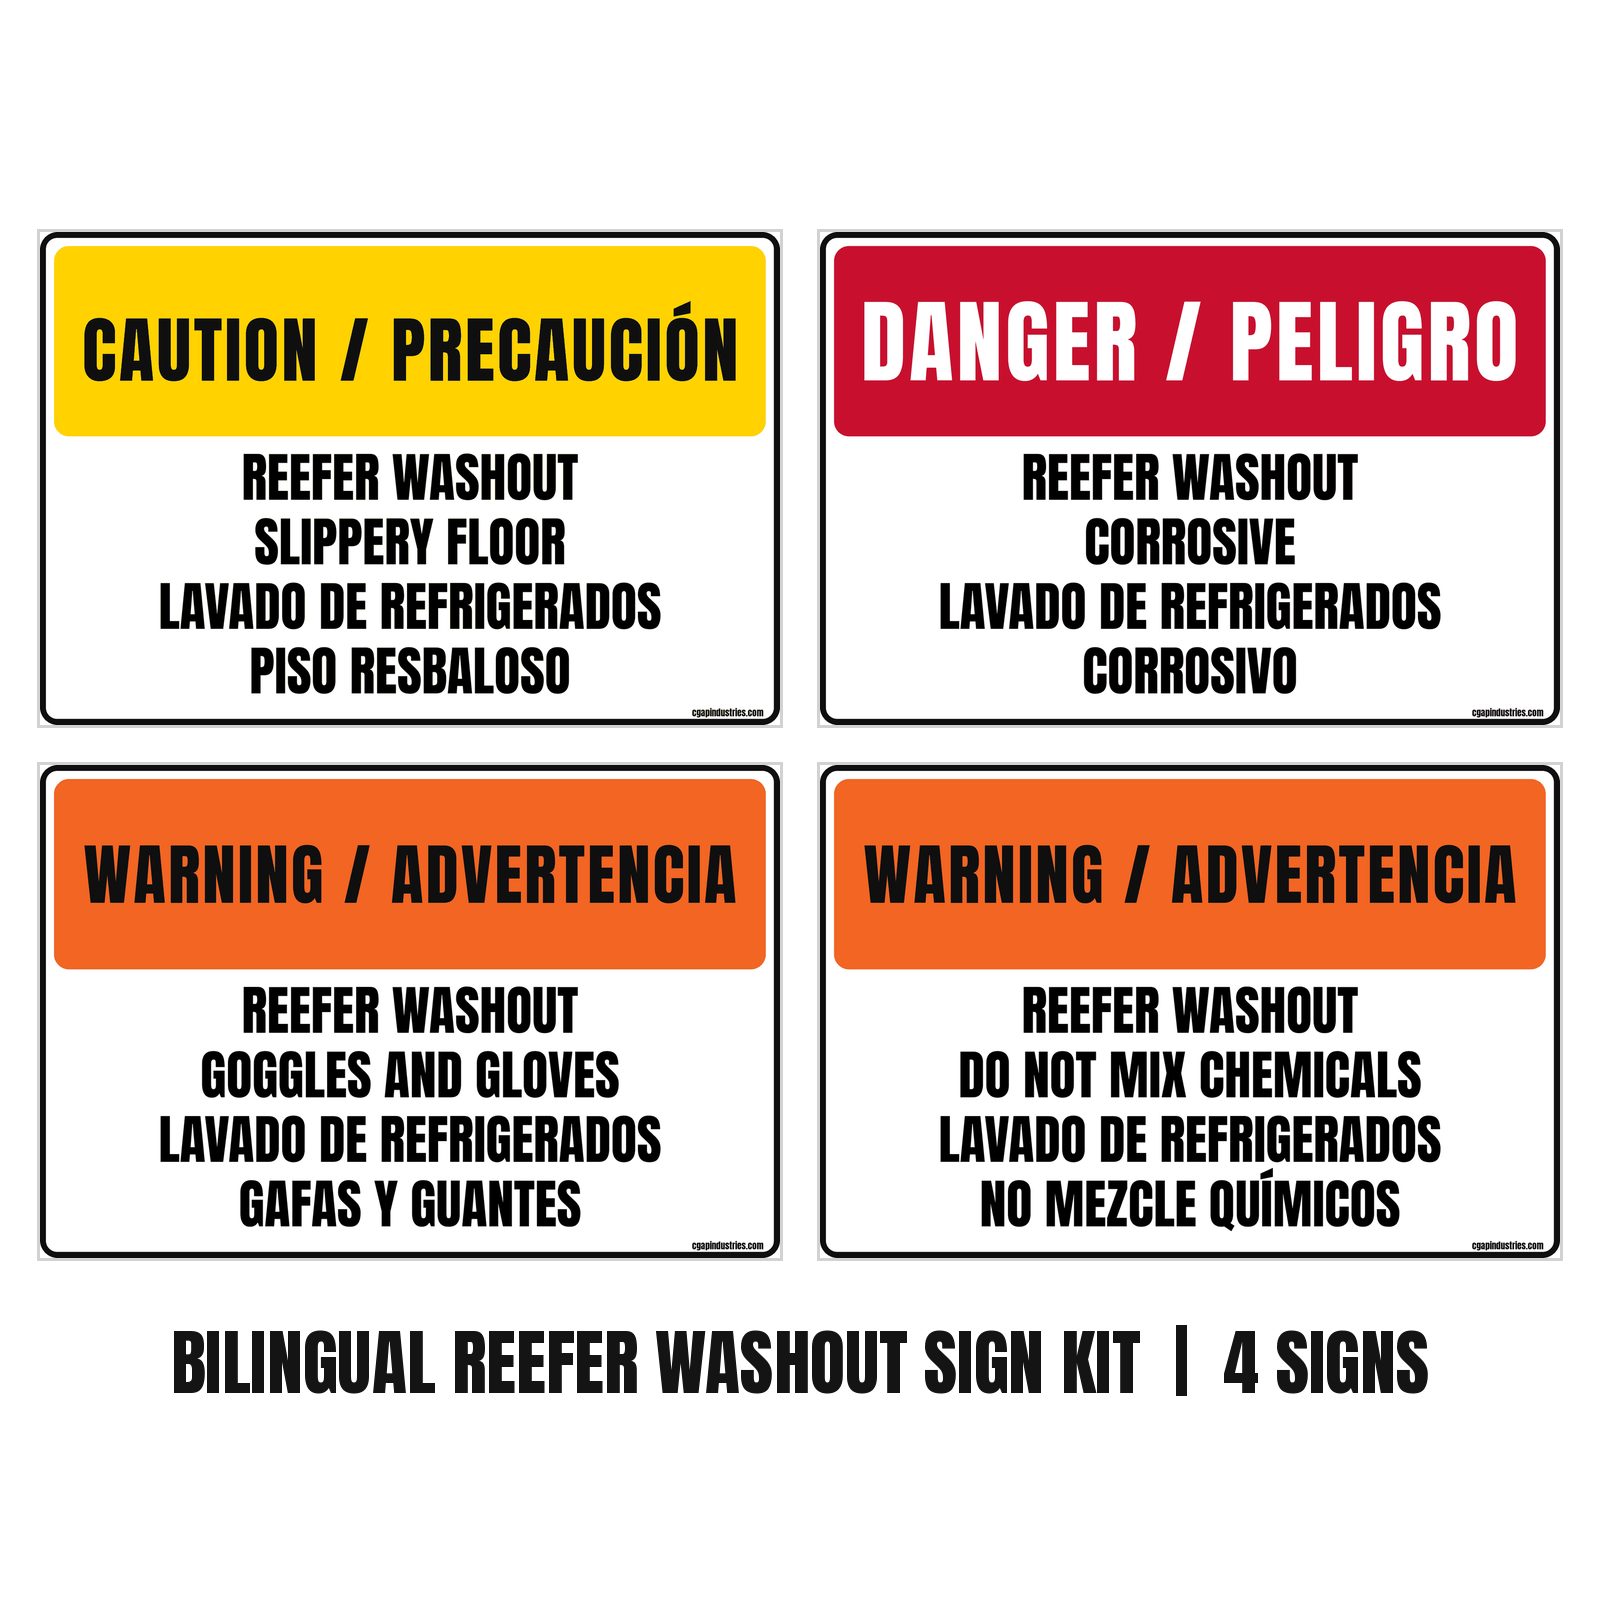 CAUTION / PRECAUCIÓN
REEFER WASHOUT
SLIPPERY FLOOR
LAVADO DE REFRIGERADOS
PISO RESBALOSO
cgapindustries.com
DANGER / PELIGRO
REEFER WASHOUT
CORROSIVE
LAVADO DE REFRIGERADOS
CORROSIVO
cgapindustries.com
WARNING / ADVERTENCIA
REEFER WASHOUT
GOGGLES AND GLOVES
LAVADO DE REFRIGERADOS
GAFAS Y GUANTES
cgapindustries.com
WARNING / ADVERTENCIA
REEFER WASHOUT
DO NOT MIX CHEMICALS
LAVADO DE REFRIGERADOS
NO MEZCLE QUÍMICOS
cgapindustries.com
BILINGUAL REEFER WASHOUT SIGN KIT | 4 SIGNS